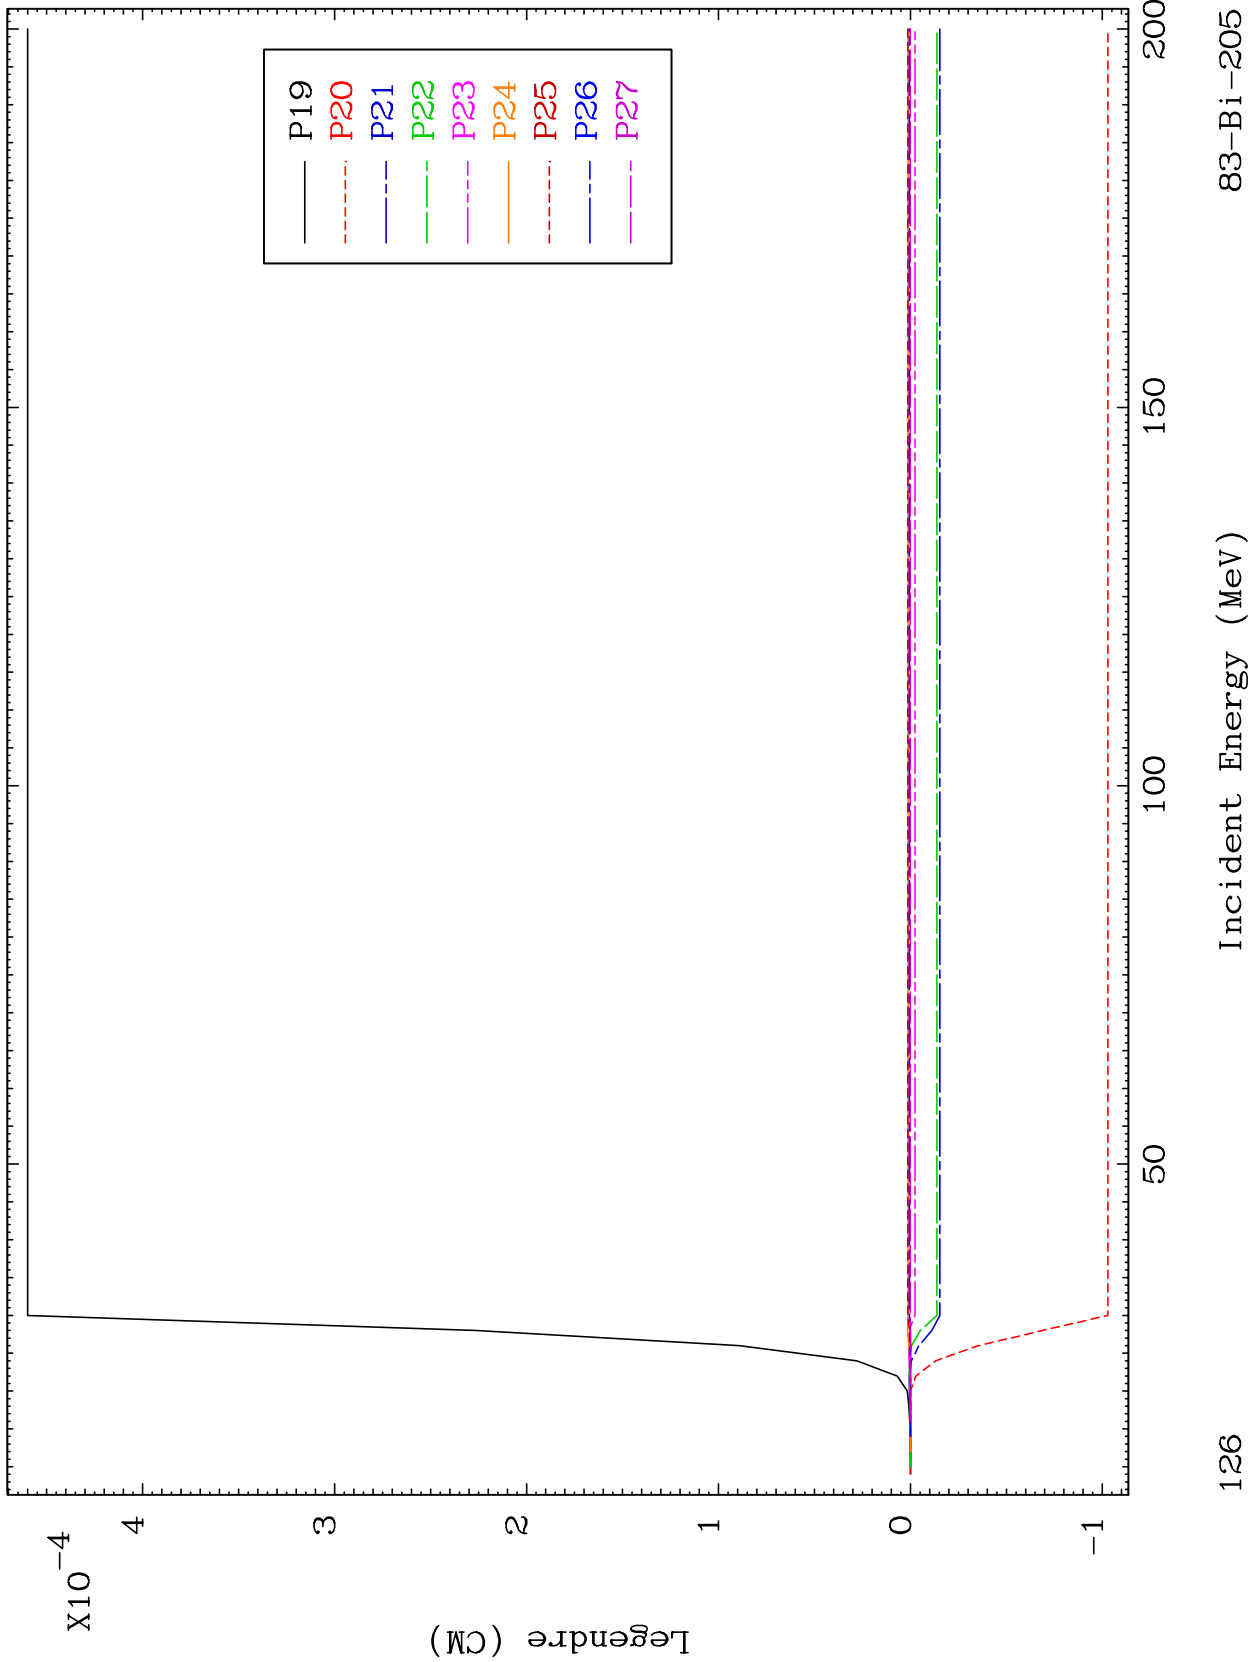 X10-4
4
3
2
1
0
-1
Legendre (CM)
P19
P20
P21
P22
P23
P24
P25
P26
P27
50
100
150
200
126
Incident Energy (MeV)
83-Bi-205